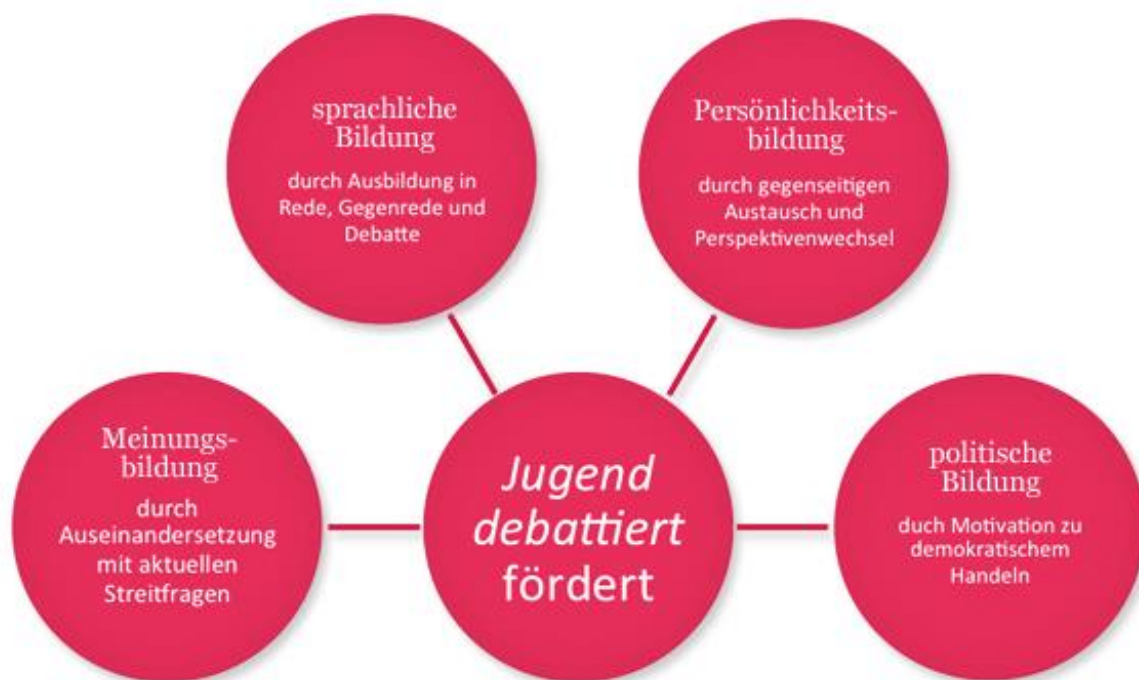 sprachliche
Bildung
durch Ausbildung in
Rede, Gegenrede und
Debatte
Persönlichkeits-
bildung
durch gegenseitigen
Austausch und
Perspektivenwechsel
Meinungs-
bildung
durch
Auseinandersetzung
mit aktuellen
Streitfragen
Jugend
debattiert
fördert
politische
Bildung
duch Motivation zu
demokratischem
Handeln